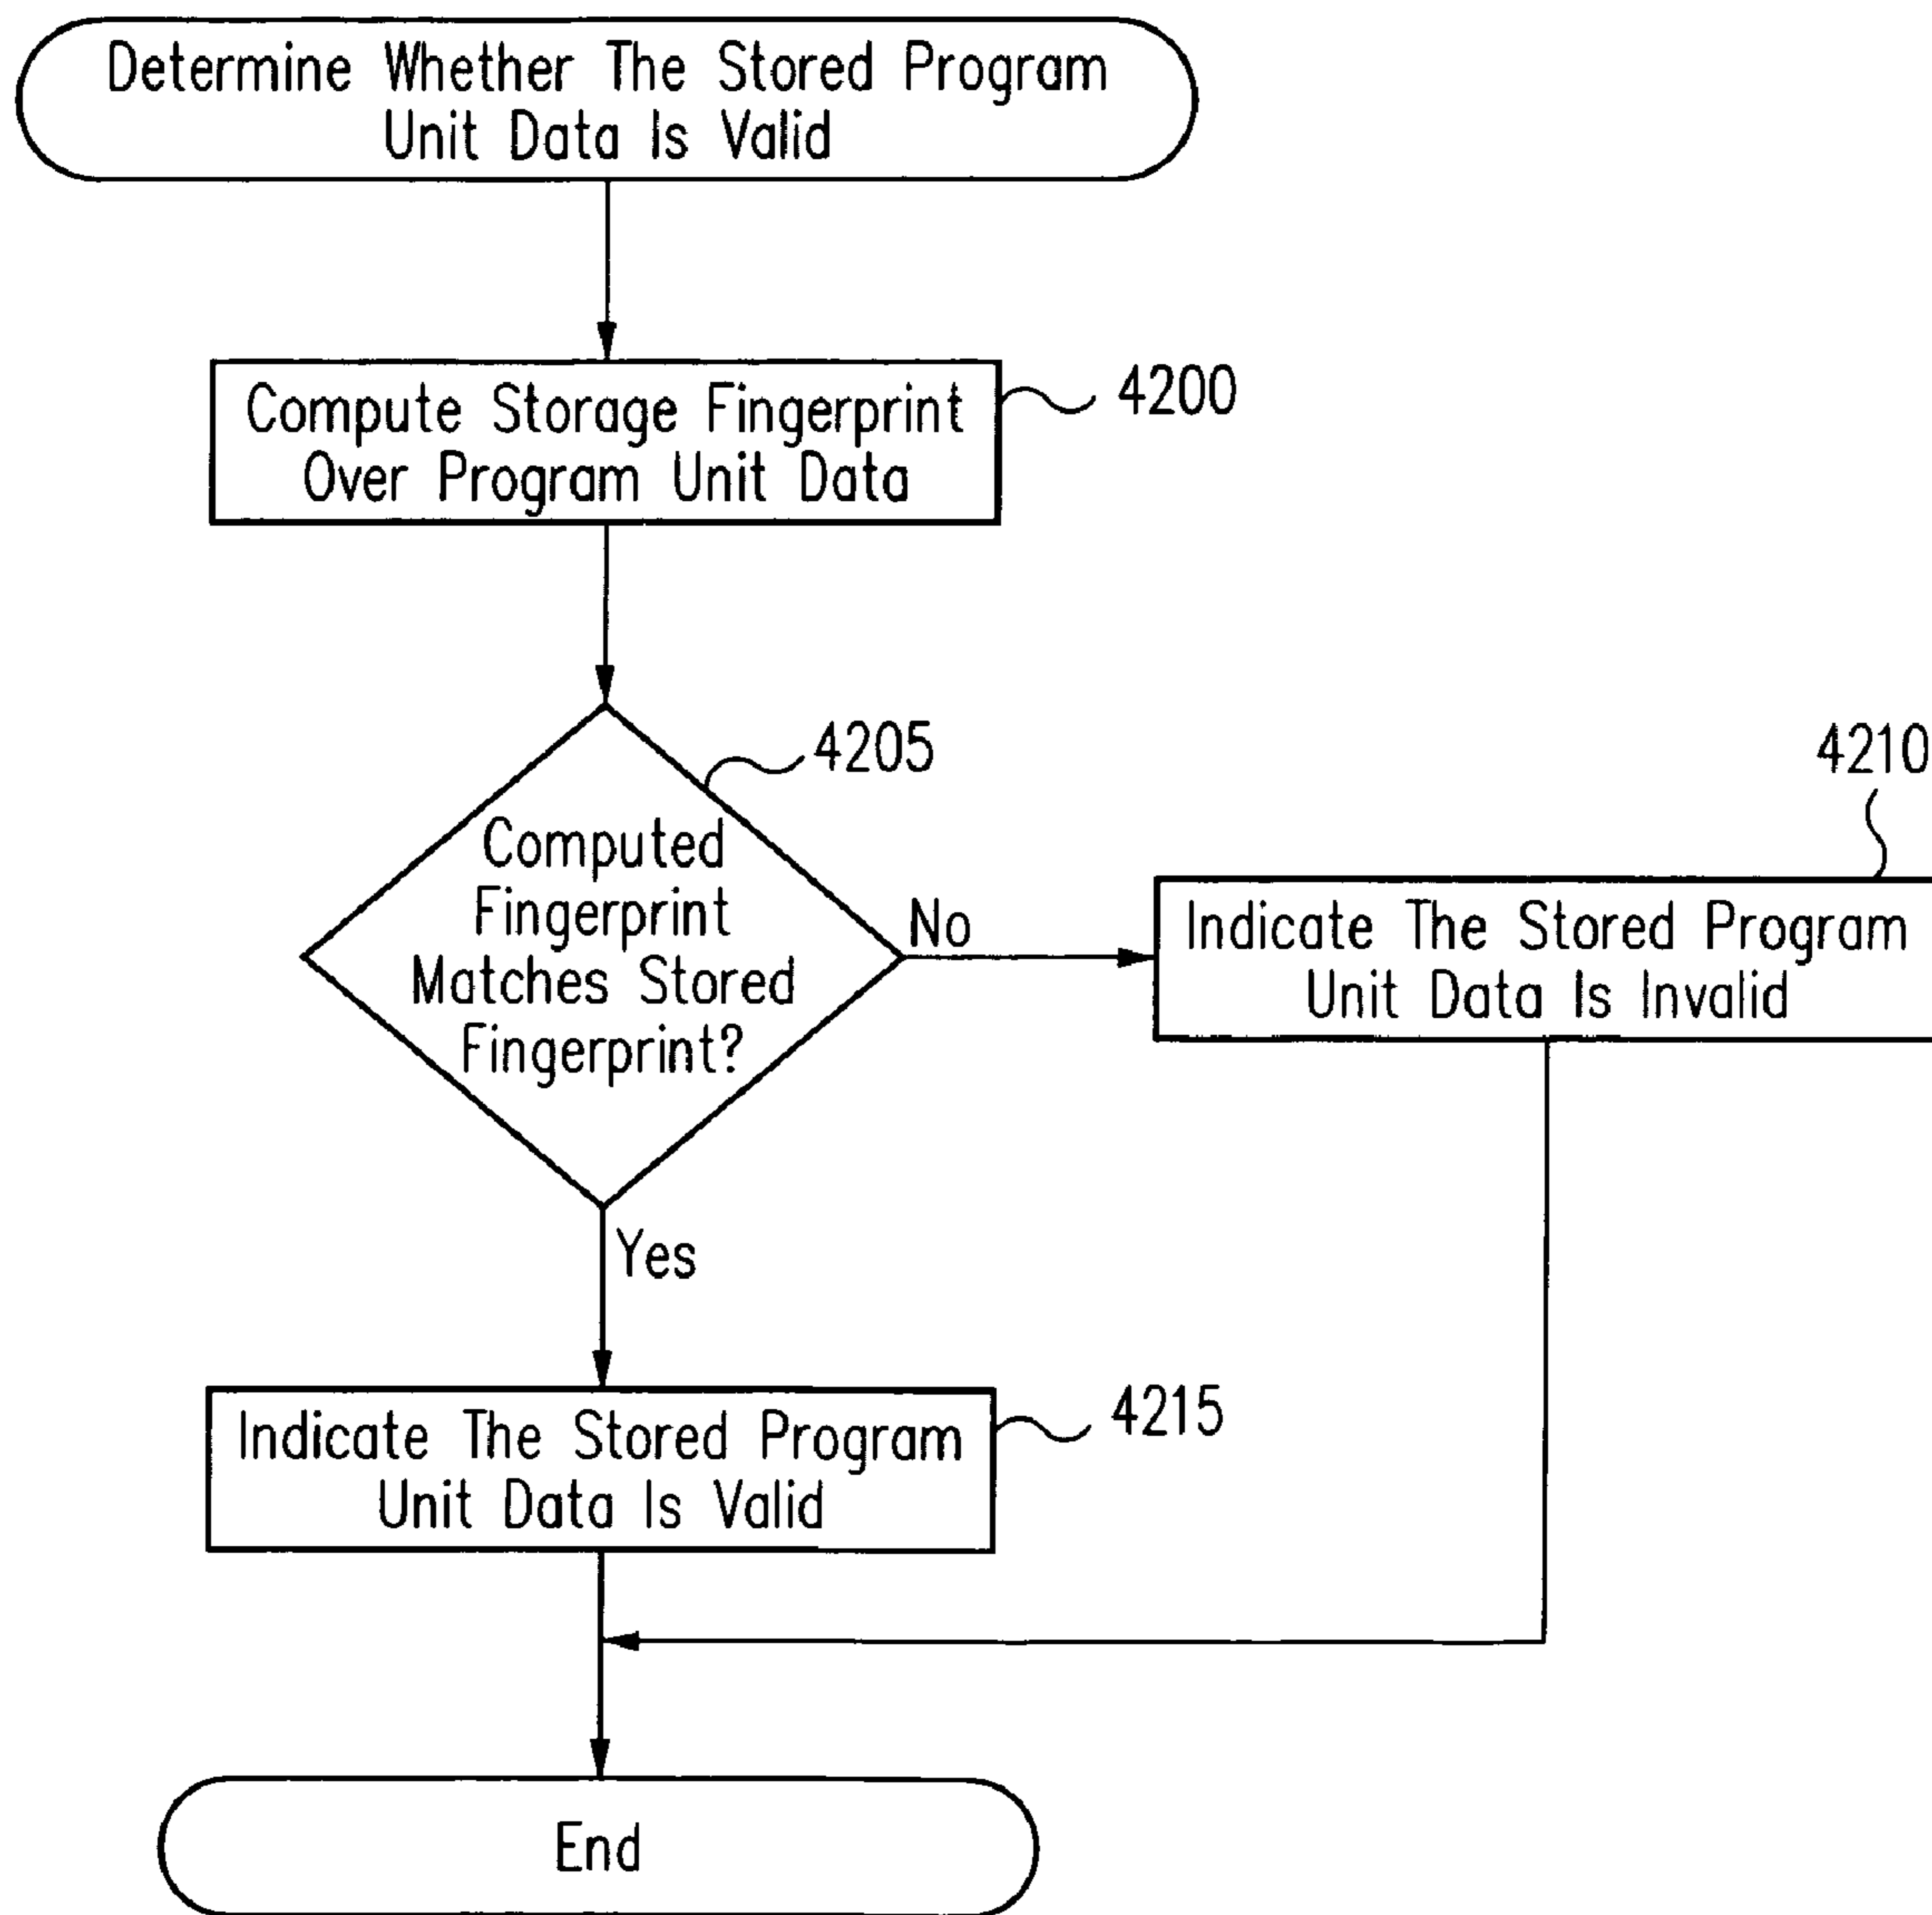 Determine Whether The Stored Program
Unit Data Is Valid
Compute Storage Fingerprint
Over Program Unit Data
4200
4205
Computed
Fingerprint
Matches Stored
Fingerprint?
No
4210
Indicate The Stored Program
Unit Data Is Invalid
Yes
Indicate The Stored Program
Unit Data Is Valid
4215
End